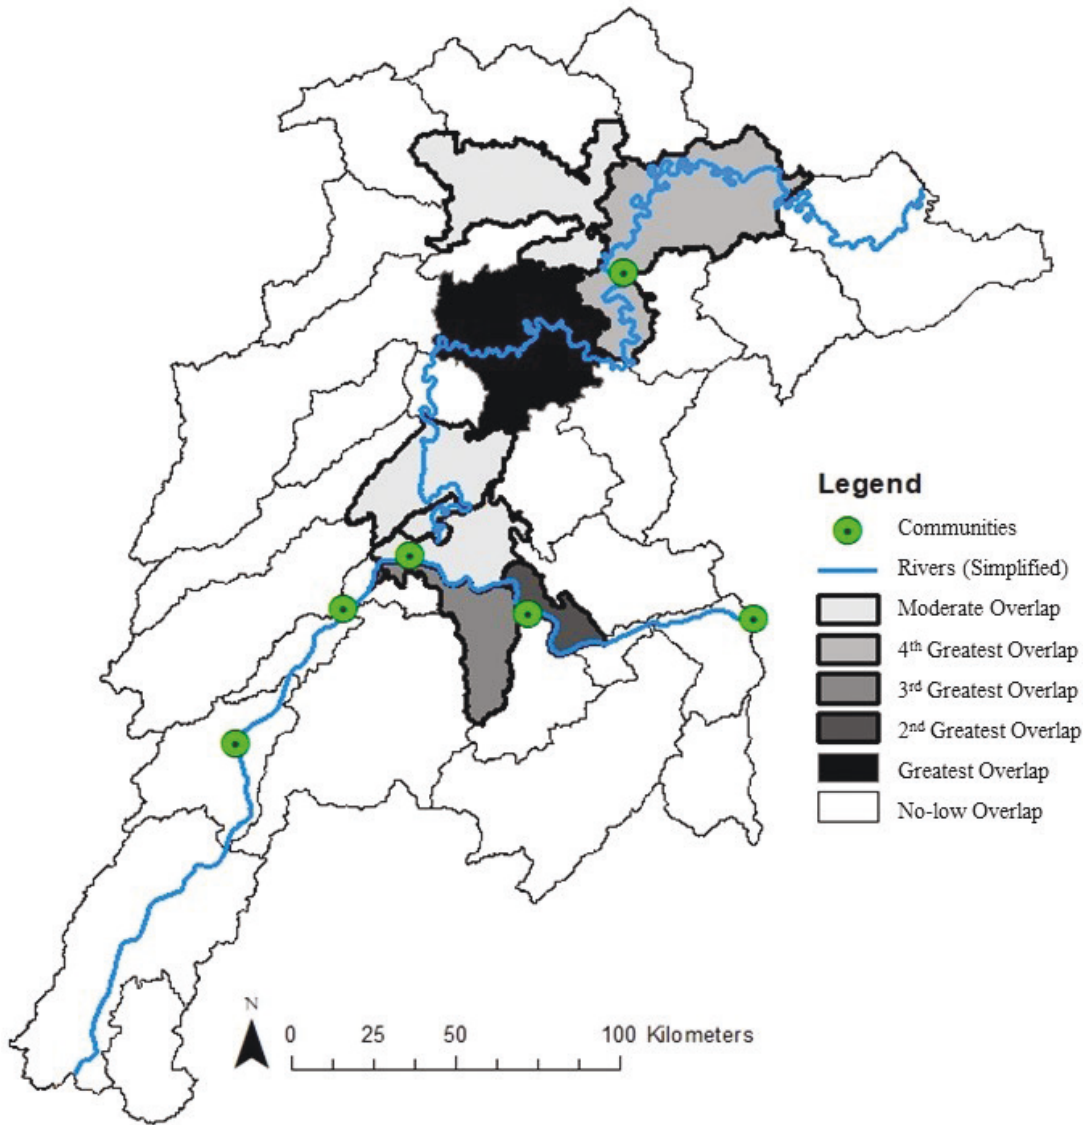 Legend
Communities
Rivers (Simplified)
Moderate Overlap
4th Greatest Overlap
3rd Greatest Overlap
2nd Greatest Overlap
Greatest Overlap
No-low Overlap
N
0 25 50 100 Kilometers